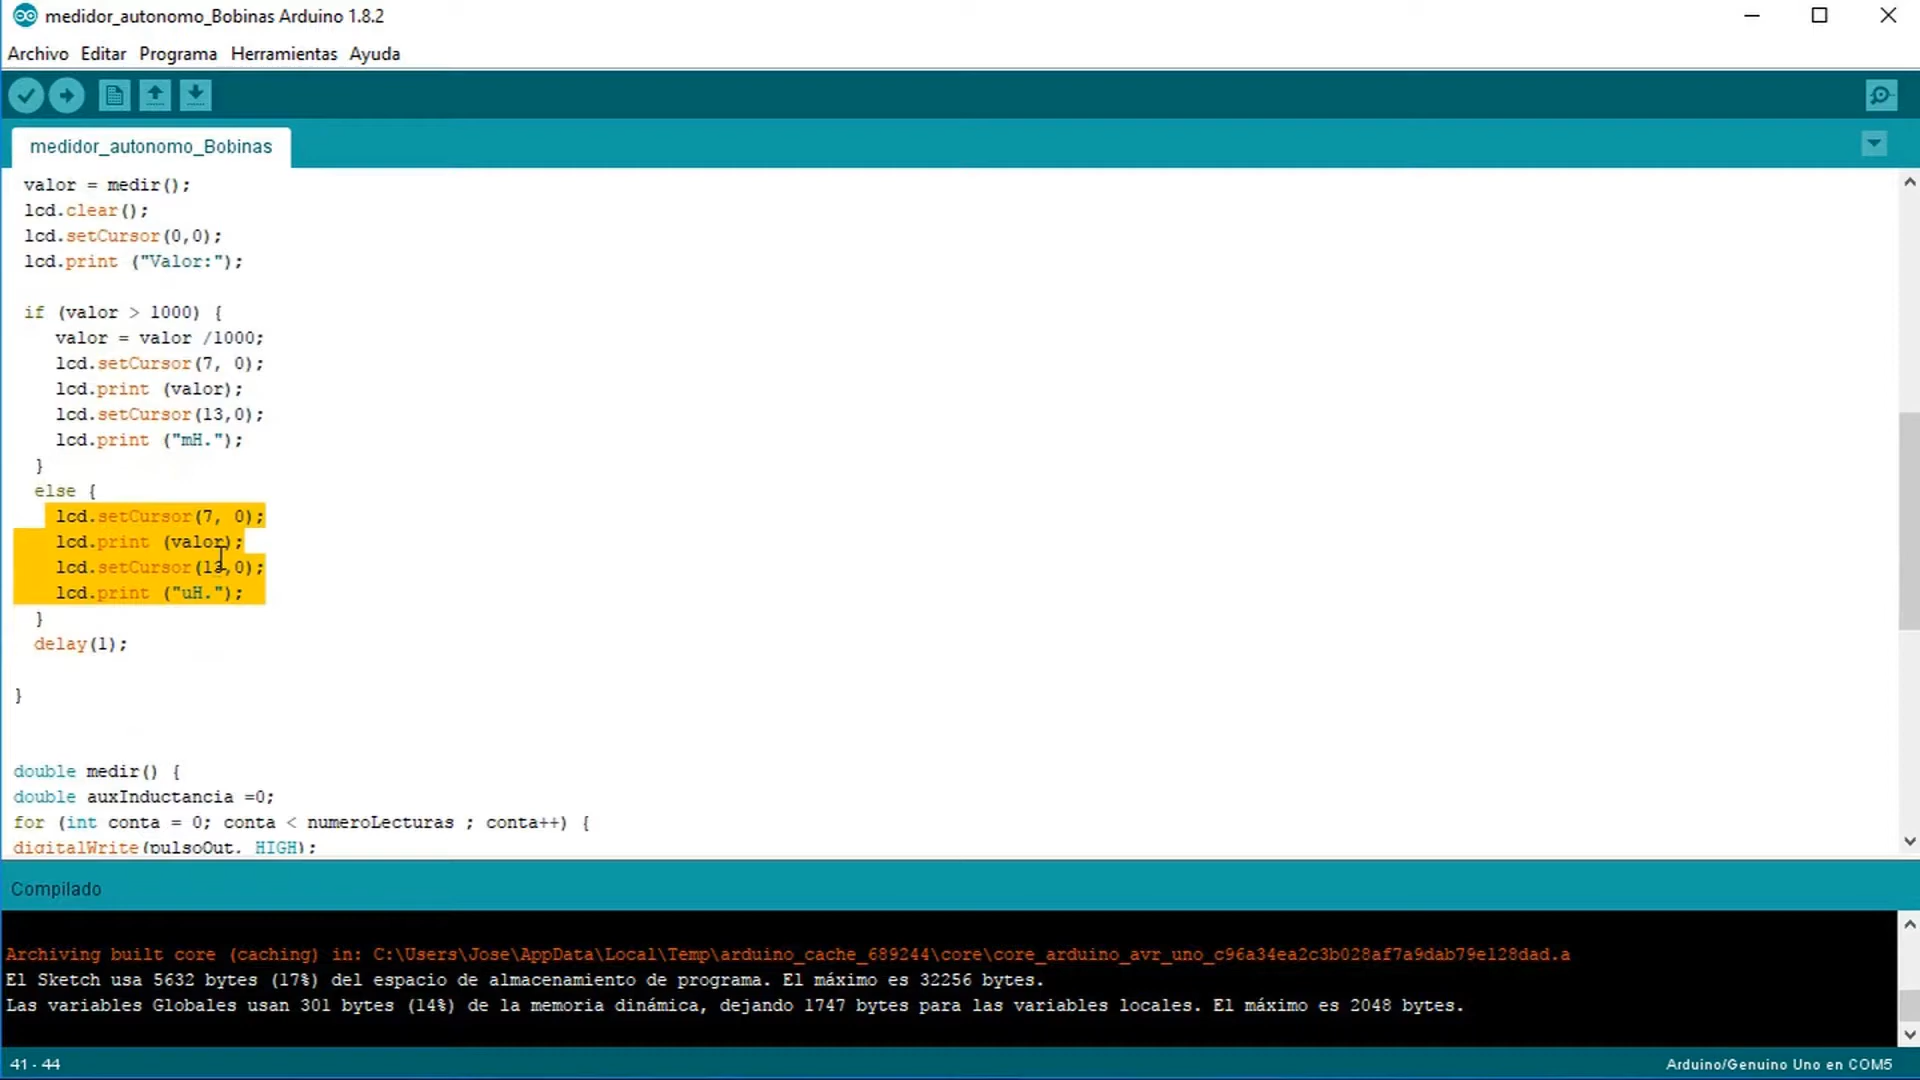 medidor_autonomo_Bobinas Arduino 1.8.2
Archivo Editar Programa Herramientas Ayuda
medidor_autonomo_Bobinas
valor = medir();
lcd.clear();
lcd.setCursor(0,0);
lcd.print ("Valor:");
if (valor > 1000) {
valor = valor /1000;
lcd.setCursor(7, 0);
lcd.print (valor);
lcd.setCursor(13,0);
lcd.print ("mH.");
}
else {
lcd.setCursor(7, 0);
lcd.print (valor);
lcd.setCursor(13,0);
lcd.print ("uH.");
}
delay(1);
}
double medir() {
double auxInductancia =0;
for (int conta = 0; conta < numeroLecturas ; conta++) {
digitalWrite(pulsoOut, HIGH);
Compilado
Archiving built core (caching) in: C:\Users\Jose\AppData\Local\Temp\arduino_cache_689244\core\core_arduino_avr_uno_c96a34ea2c3b028af7a9dab79e128dad.a
El Sketch usa 5632 bytes (17%) del espacio de almacenamiento de programa. El máximo es 32256 bytes.
Las variables Globales usan 301 bytes (14%) de la memoria dinámica, dejando 1747 bytes para las variables locales. El máximo es 2048 bytes.
41 - 44
Arduino/Genuino Uno en COM5